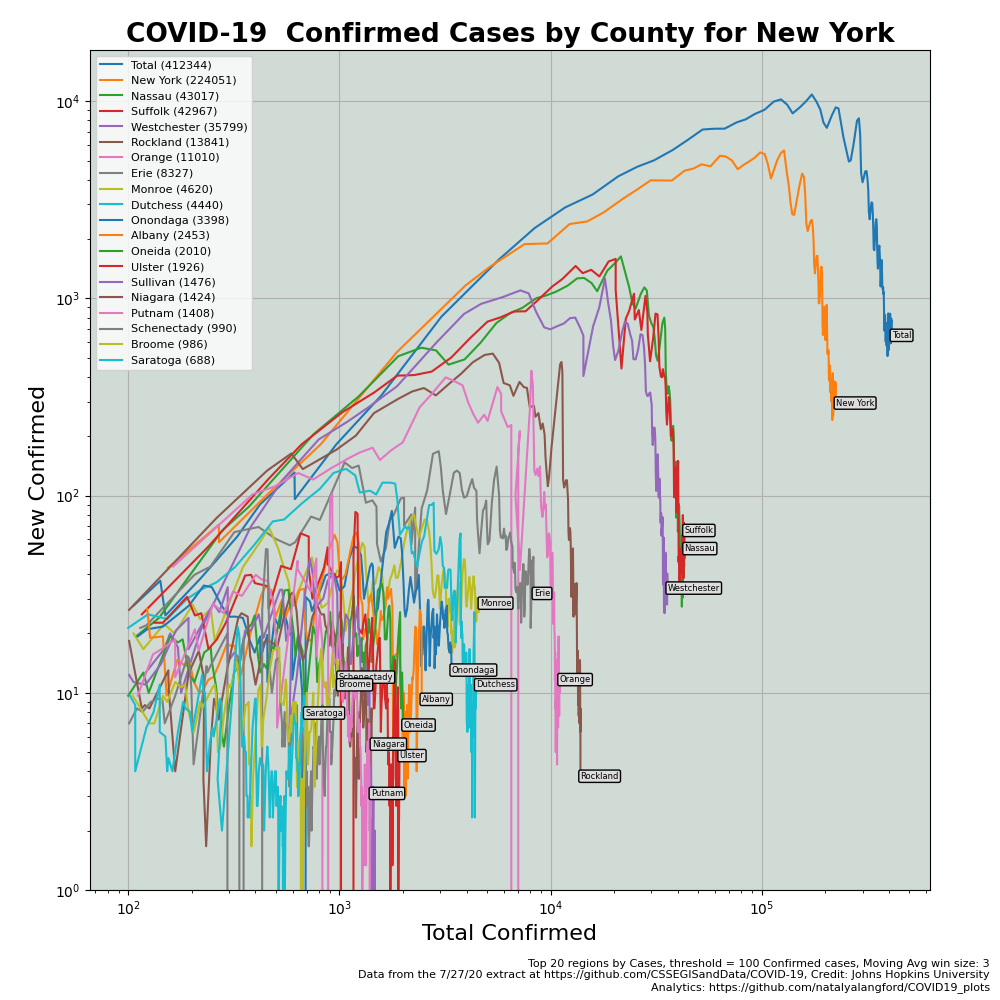 COVID-19  Confirmed Cases by County for New York
Total (412344)
New York (224051)
Nassau (43017)
Suffolk (42967)
Westchester (35799)
Rockland (13841)
Orange (11010)
Erie (8327)
Monroe (4620)
Dutchess (4440)
Onondaga (3398)
Albany (2453)
Oneida (2010)
Ulster (1926)
Sullivan (1476)
Niagara (1424)
Putnam (1408)
Schenectady (990)
Broome (986)
Saratoga (688)
10⁴
10³
10²
10¹
10⁰
New Confirmed
Total
New York
Suffolk
Nassau
Westchester
Erie
Monroe
Onondaga
Schenectady
Broome
Dutchess
Orange
Albany
Saratoga
Oneida
Niagara
Ulster
Rockland
Putnam
10² 10³ 10⁴ 10⁵
Total Confirmed
Top 20 regions by Cases, threshold = 100 Confirmed cases, Moving Avg win size: 3
Data from the 7/27/20 extract at https://github.com/CSSEGISandData/COVID-19, Credit: Johns Hopkins University
Analytics: https://github.com/natalyalangford/COVID19_plots